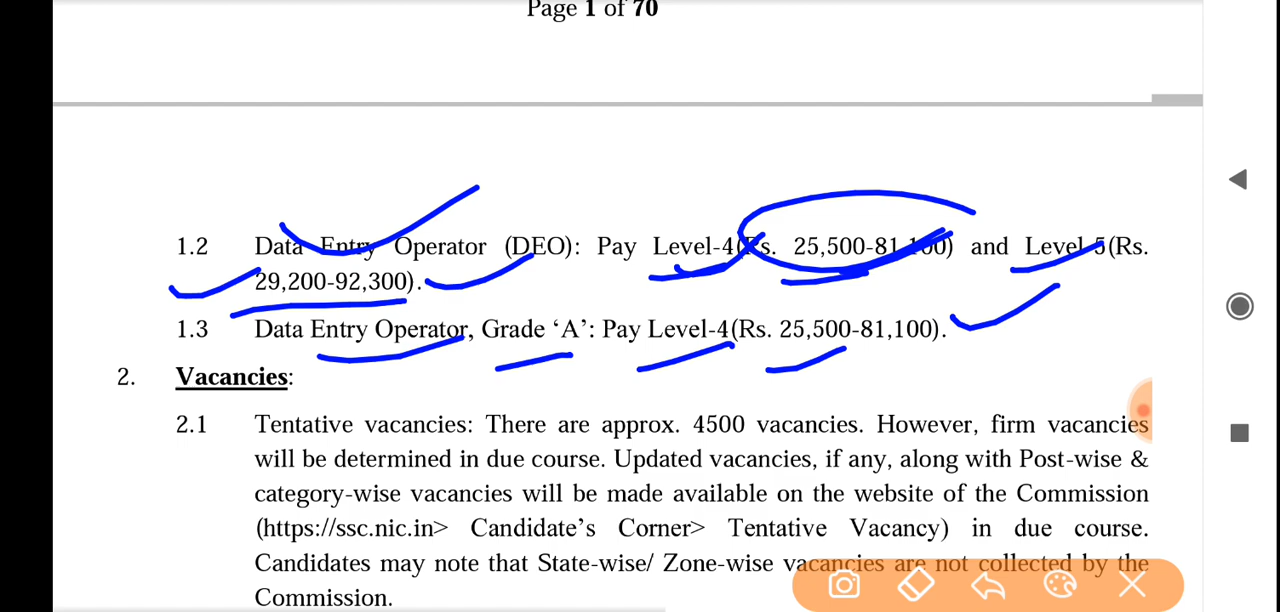 Page 1 of 70
1.2 Data Entry Operator (DEO): Pay Level-4(Rs. 25,500-81,100) and Level-5(Rs.
29,200-92,300).
1.3 Data Entry Operator, Grade ‘A’: Pay Level-4(Rs. 25,500-81,100).
2. Vacancies:
2.1 Tentative vacancies: There are approx. 4500 vacancies. However, firm vacancies
will be determined in due course. Updated vacancies, if any, along with Post-wise &
category-wise vacancies will be made available on the website of the Commission
(https://ssc.nic.in> Candidate’s Corner> Tentative Vacancy) in due course.
Candidates may note that State-wise/ Zone-wise vacancies are not collected by the
Commission.